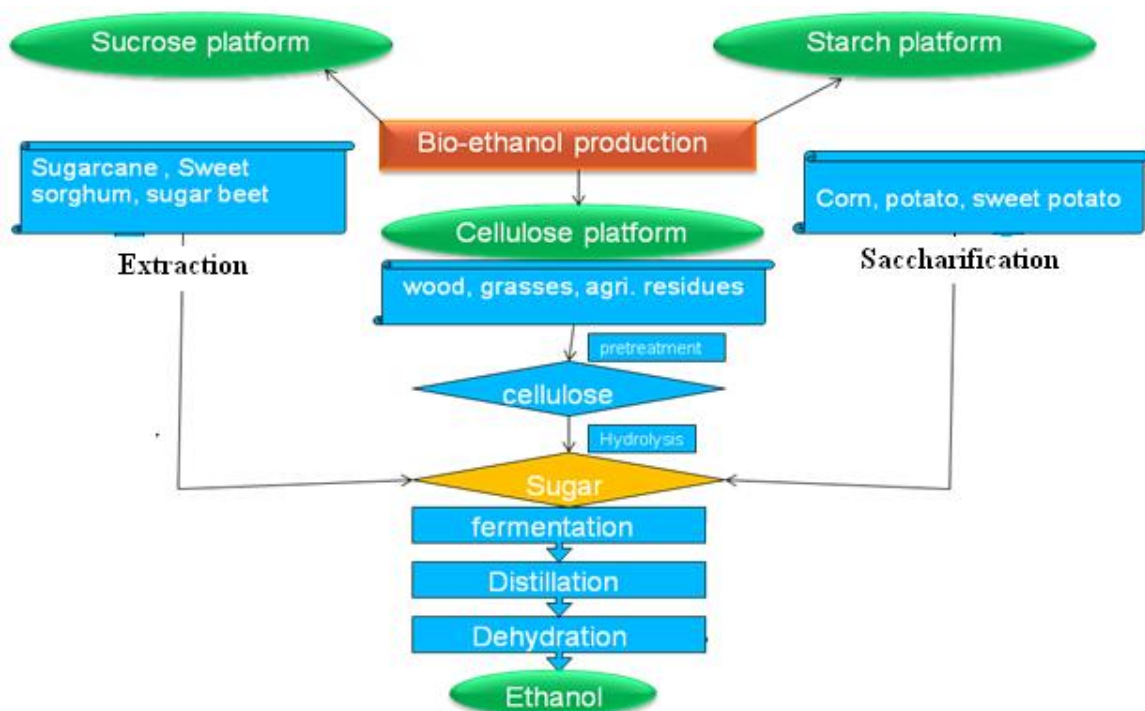 Sucrose platform
Starch platform
Bio-ethanol production
Sugarcane , Sweet
sorghum, sugar beet
Corn, potato, sweet potato
Cellulose platform
Extraction
Saccharification
wood, grasses, agri. residues
pretreatment
cellulose
Hydrolysis
Sugar
fermentation
Distillation
Dehydration
Ethanol